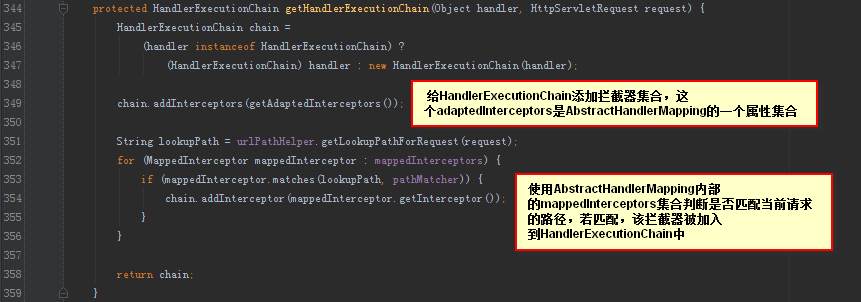 344 protected HandlerExecutionChain getHandlerExecutionChain(Object handler, HttpServletRequest request) {
345 HandlerExecutionChain chain =
346 (handler instanceof HandlerExecutionChain) ?
347 (HandlerExecutionChain) handler : new HandlerExecutionChain(handler);
348
349 chain.addInterceptors(getAdaptedInterceptors());
给HandlerExecutionChain添加拦截器集合，这
个adaptedInterceptors是AbstractHandlerMapping的一个属性集合
350
351 String lookupPath = urlPathHelper.getLookupPathForRequest(request);
352 for (MappedInterceptor mappedInterceptor : mappedInterceptors) {
353 if (mappedInterceptor.matches(lookupPath, pathMatcher)) {
354 chain.addInterceptor(mappedInterceptor.getInterceptor());
使用AbstractHandlerMapping内部
的mappedInterceptors集合判断是否匹配当前请求
的路径，若匹配，该拦截器被加入
到HandlerExecutionChain中
355 }
356 }
357
358 return chain;
359 }